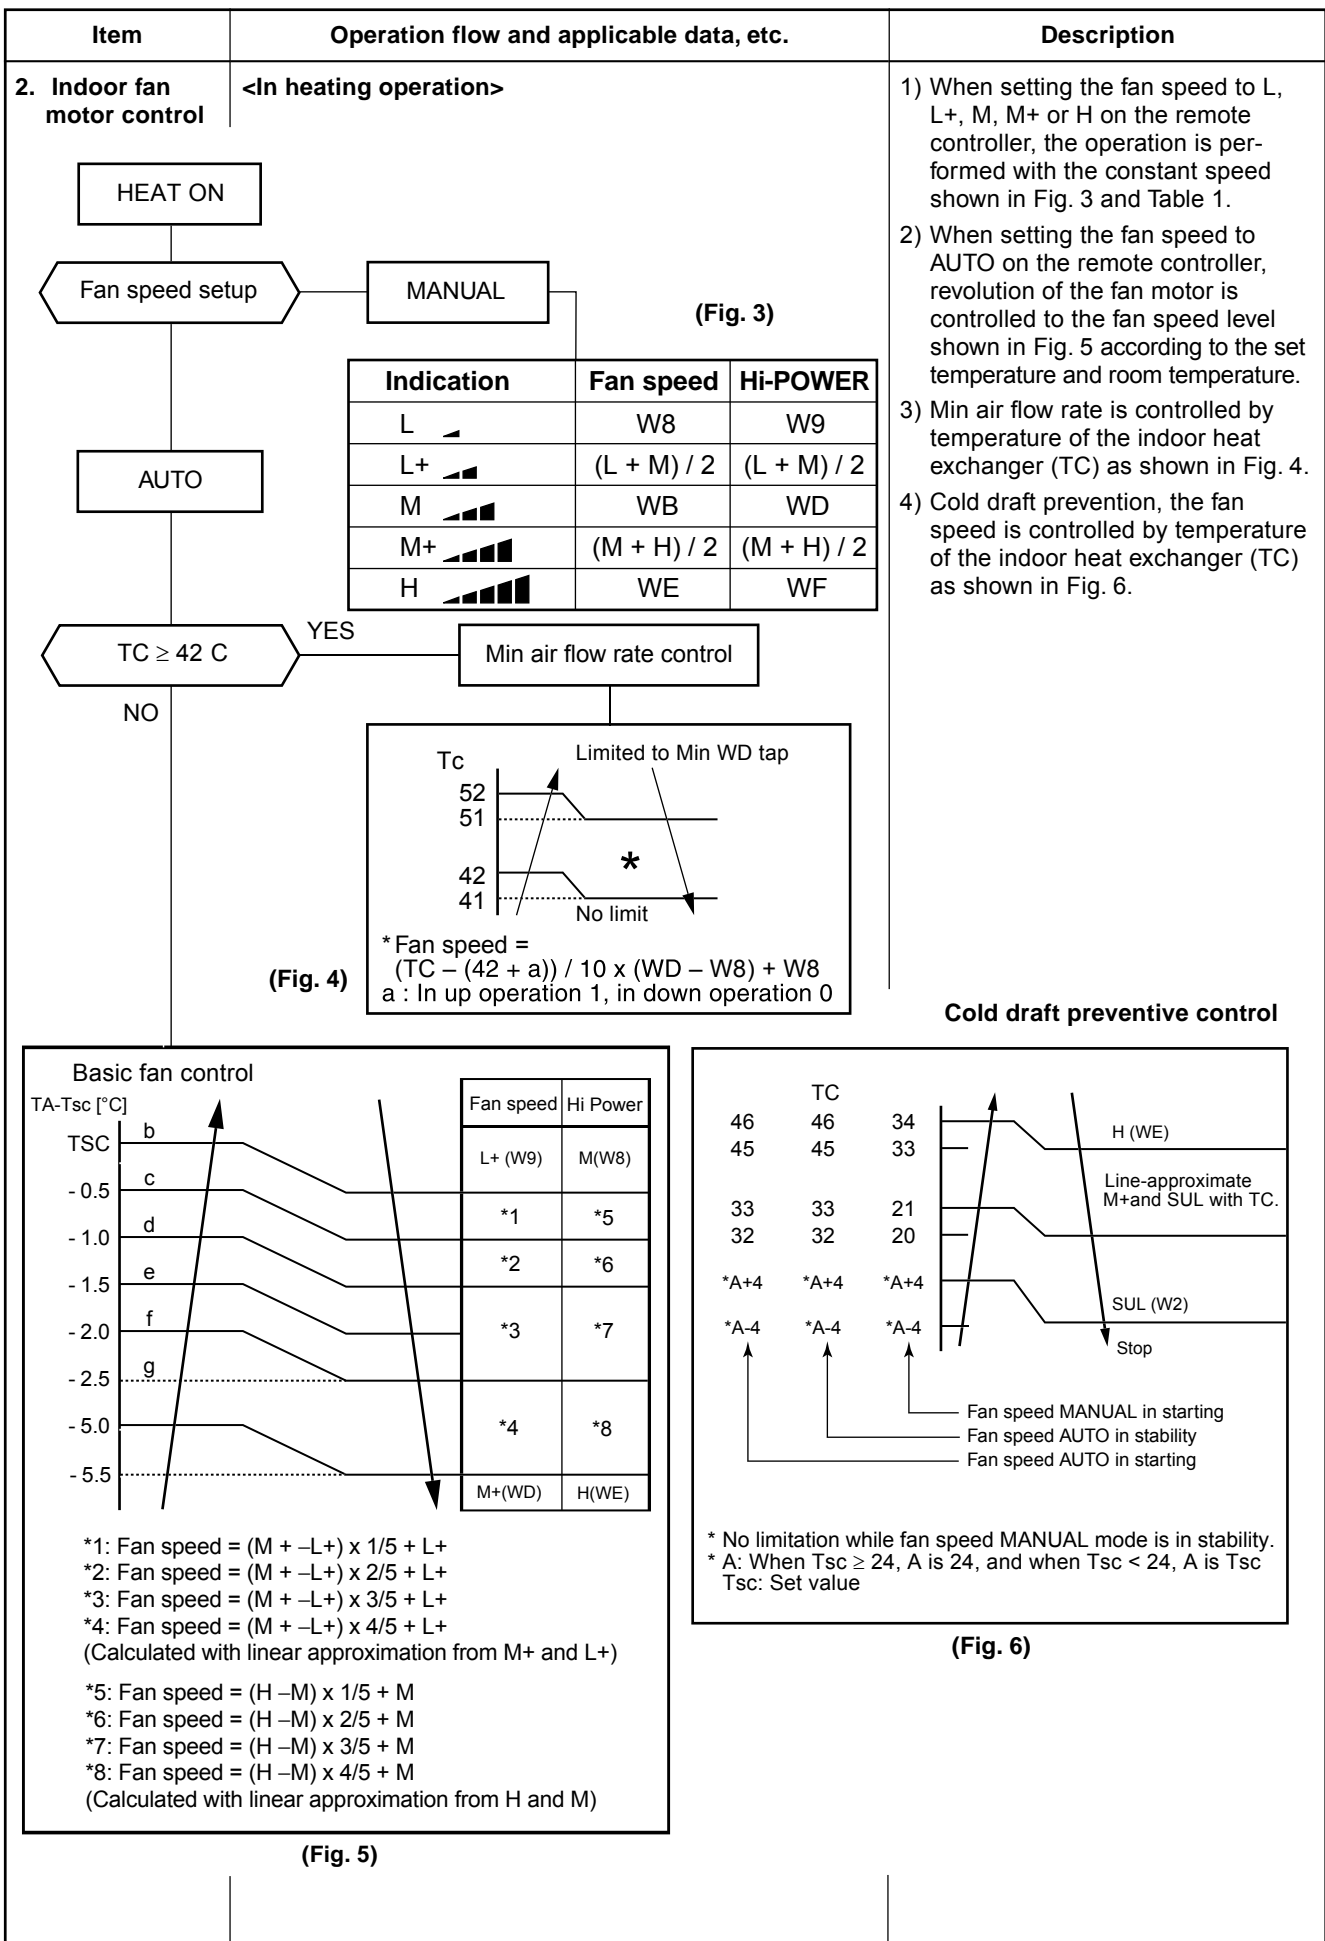 Item
Operation flow and applicable data, etc.
Description
2. Indoor fan
motor control
<In heating operation>
HEAT ON
Fan speed setup
MANUAL
(Fig. 3)
Indication Fan speed Hi-POWER
L W8 W9
L+ (L + M) / 2 (L + M) / 2
M WB WD
M+ (M + H) / 2 (M + H) / 2
H WE WF
AUTO
TC ≥ 42 C
YES
NO
Min air flow rate control
Tc
Limited to Min WD tap
52
51
*
42
41
No limit
* Fan speed =
(TC – (42 + a)) / 10 x (WD – W8) + W8
a : In up operation 1, in down operation 0
(Fig. 4)
1) When setting the fan speed to L,
L+, M, M+ or H on the remote
controller, the operation is per-
formed with the constant speed
shown in Fig. 3 and Table 1.
2) When setting the fan speed to
AUTO on the remote controller,
revolution of the fan motor is
controlled to the fan speed level
shown in Fig. 5 according to the set
temperature and room temperature.
3) Min air flow rate is controlled by
temperature of the indoor heat
exchanger (TC) as shown in Fig. 4.
4) Cold draft prevention, the fan
speed is controlled by temperature
of the indoor heat exchanger (TC)
as shown in Fig. 6.
Basic fan control
TA-Tsc [°C]
Fan speed Hi Power
TSC b L+ (W9) M(W8)
- 0.5 c
*1 *5
- 1.0 d
*2 *6
- 1.5 e
*3 *7
- 2.0 f
- 2.5 g
- 5.0 *4 *8
- 5.5
M+(WD) H(WE)
*1: Fan speed = (M + –L+) x 1/5 + L+
*2: Fan speed = (M + –L+) x 2/5 + L+
*3: Fan speed = (M + –L+) x 3/5 + L+
*4: Fan speed = (M + –L+) x 4/5 + L+
(Calculated with linear approximation from M+ and L+)
*5: Fan speed = (H –M) x 1/5 + M
*6: Fan speed = (H –M) x 2/5 + M
*7: Fan speed = (H –M) x 3/5 + M
*8: Fan speed = (H –M) x 4/5 + M
(Calculated with linear approximation from H and M)
(Fig. 5)
Cold draft preventive control
TC
46 46 34
45 45 33
H (WE)
Line-approximate
M+and SUL with TC.
33 33 21
32 32 20
*A+4 *A+4 *A+4
SUL (W2)
*A-4 *A-4 *A-4
Stop
Fan speed MANUAL in starting
Fan speed AUTO in stability
Fan speed AUTO in starting
* No limitation while fan speed MANUAL mode is in stability.
* A: When Tsc ≥ 24, A is 24, and when Tsc < 24, A is Tsc
Tsc: Set value
(Fig. 6)